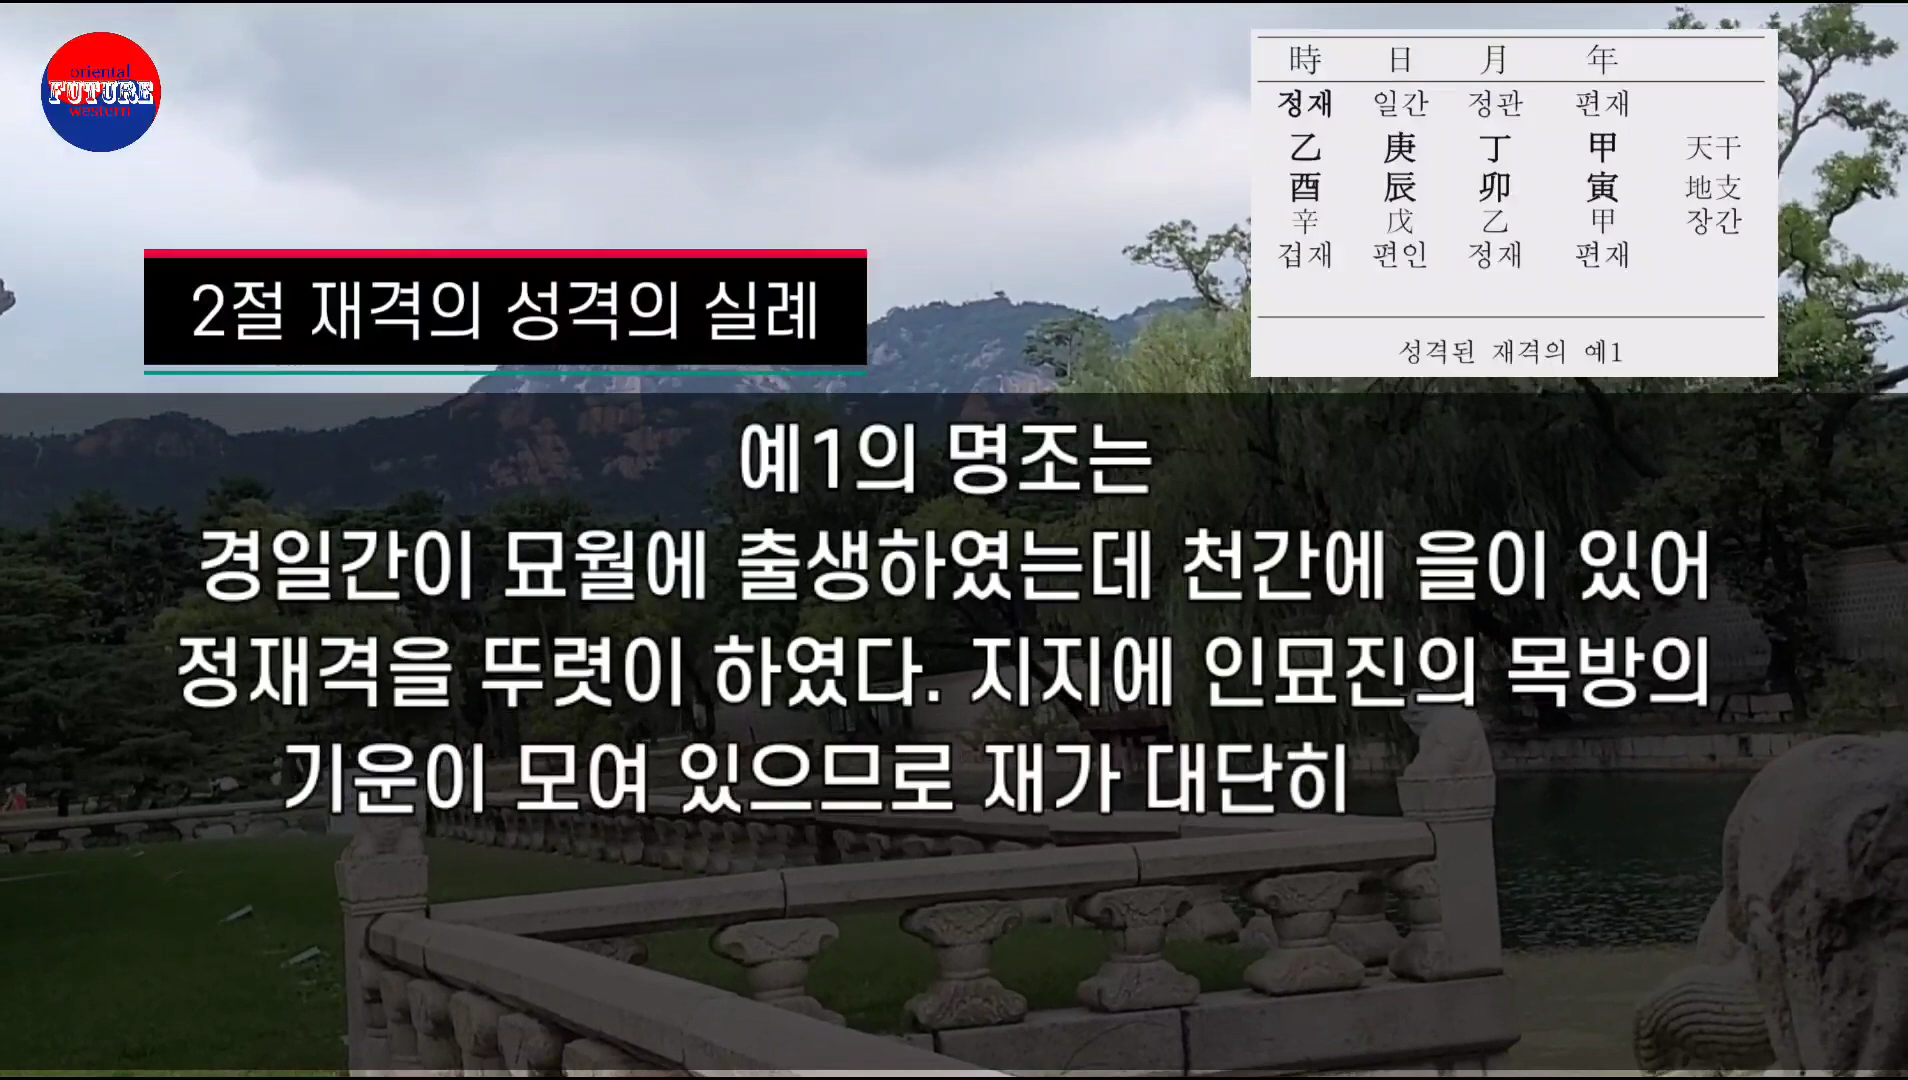 oriental
FUTURE
western
時 日 月 年
정재 일간 정관 편재
乙 庚 丁 甲 天干
酉 辰 卯 寅 地支
辛 戊 乙 甲 장간
겁재 편인 정재 편재
성격된 재격의 예1
2절 재격의 성격의 실례
예1의 명조는
경일간이 묘월에 출생하였는데 천간에 을이 있어
정재격을 뚜렷이 하였다. 지지에 인묘진의 목방의
기운이 모여 있으므로 재가 대단히